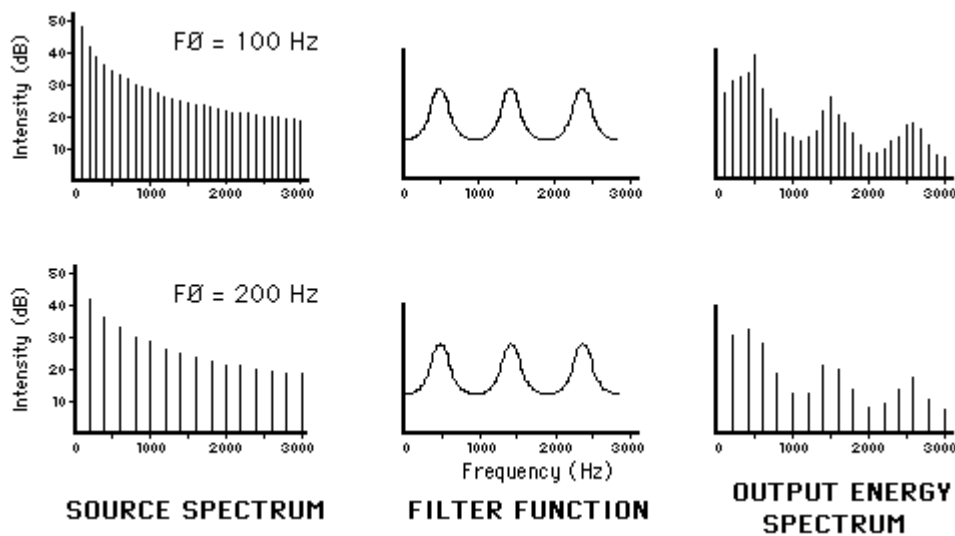 50
40
30
20
10
Intensity (dB)
FØ = 100 Hz
0 1000 2000 3000
0 1000 2000 3000
0 1000 2000 3000
50
40
30
20
10
Intensity (dB)
FØ = 200 Hz
0 1000 2000 3000
0 1000 2000 3000
0 1000 2000 3000
Frequency (Hz)
SOURCE SPECTRUM
FILTER FUNCTION
OUTPUT ENERGY
SPECTRUM